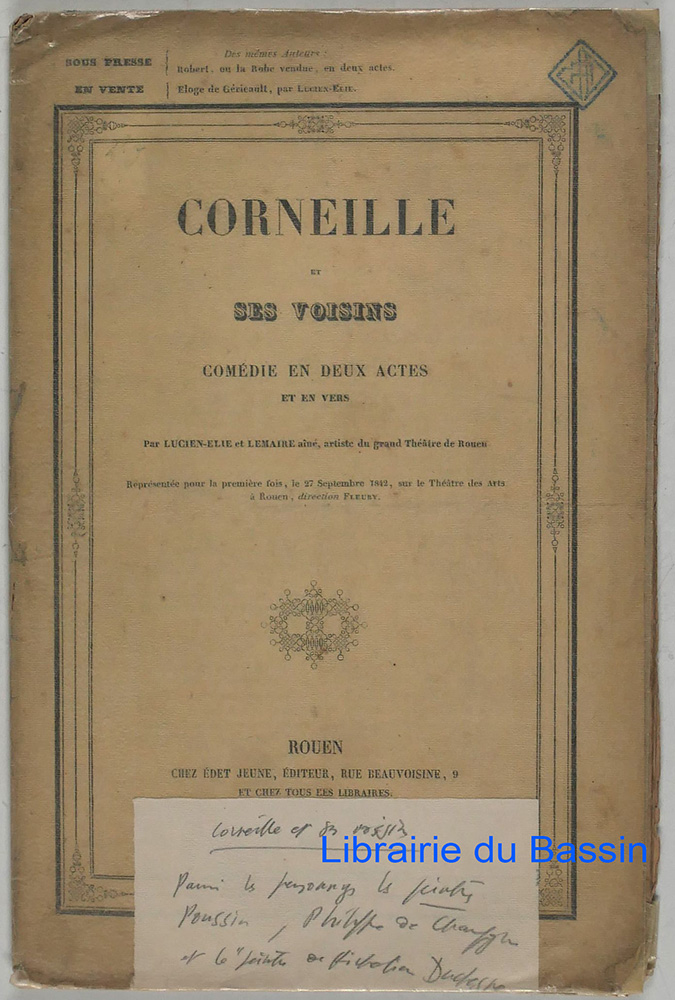 Des mêmes Auteurs :
SOUS PRESSE Robert, ou la Robe vendue, en deux actes.
EN VENTE Eloge de Géricault, par LUCIEN-ELIE.
CORNEILLE
ET
SES VOISINS
COMÉDIE EN DEUX ACTES
ET EN VERS
Par LUCIEN-ELIE et LEMAIRE aîné, artiste du grand Théâtre de Rouen
Représentée pour la première fois, le 27 Septembre 1842, sur le Théâtre des Arts
à Rouen, direction FLEURY.
ROUEN
CHEZ ÉDET JEUNE, ÉDITEUR, RUE BEAUVOISINE, 9
ET CHEZ TOUS LES LIBRAIRES.
Corneille et ses voisins
Librairie du Bassin
Parmi les personnages les peintres
Poussin, Philippe de Champagne
et le "peintre de Richelieu